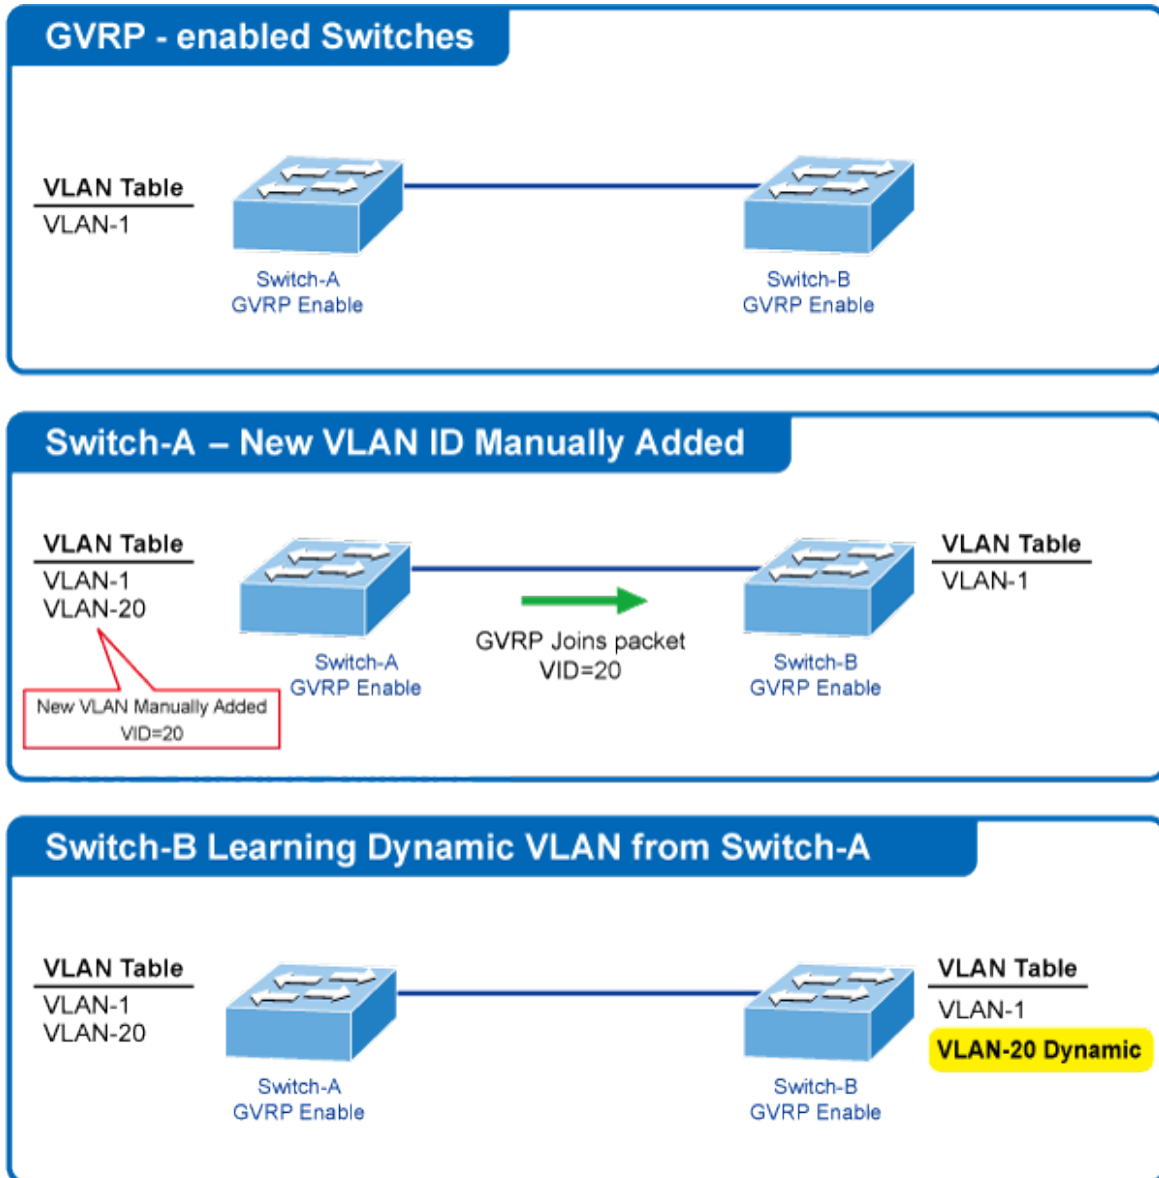 GVRP - enabled Switches
VLAN Table
VLAN-1
Switch-A
GVRP Enable
Switch-B
GVRP Enable
Switch-A – New VLAN ID Manually Added
VLAN Table
VLAN-1
VLAN-20
New VLAN Manually Added
VID=20
Switch-A
GVRP Enable
GVRP Joins packet
VID=20
Switch-B
GVRP Enable
VLAN Table
VLAN-1
Switch-B Learning Dynamic VLAN from Switch-A
VLAN Table
VLAN-1
VLAN-20
Switch-A
GVRP Enable
Switch-B
GVRP Enable
VLAN Table
VLAN-1
VLAN-20 Dynamic